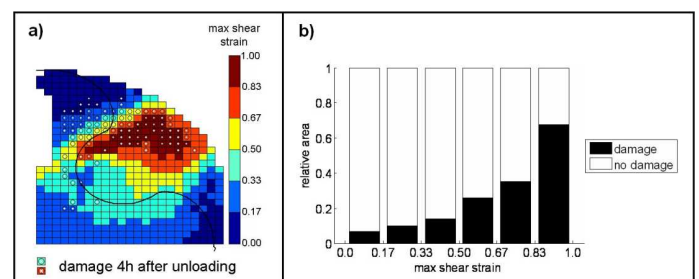 a)
max shear
strain
1.00
0.83
0.67
0.50
0.33
0.17
0.00
damage 4h after unloading
b)
relative area
1
0.8
0.6
0.4
0.2
0
0.0 0.17 0.33 0.50 0.67 0.83 1.0
max shear strain
damage
no damage